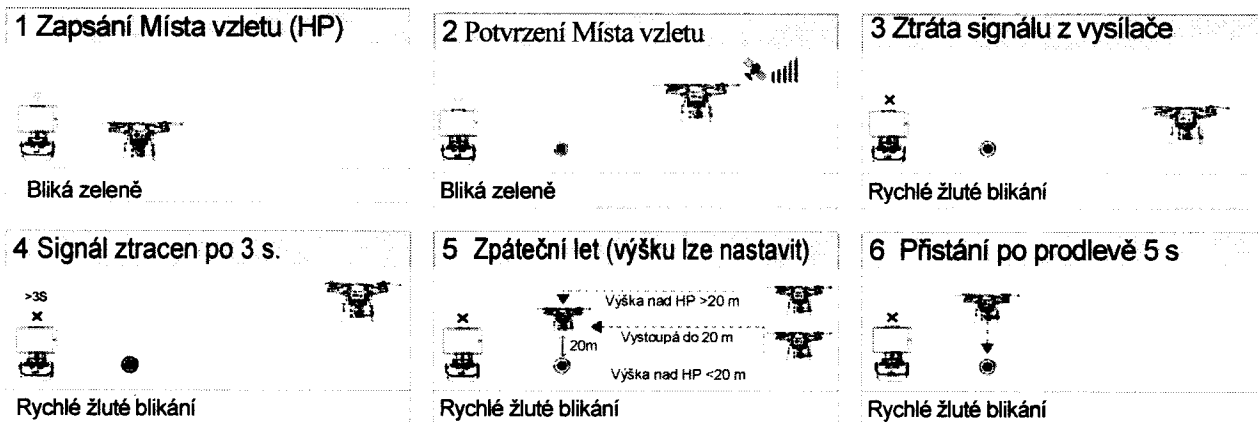 1 Zapsání Místa vzletu (HP)
Bliká zeleně
2 Potvrzení Místa vzletu
Bliká zeleně
3 Ztráta signálu z vysílače
Rychlé žluté blikání
4 Signál ztracen po 3 s.
>3S
Rychlé žluté blikání
5 Zpáteční let (výšku lze nastavit)
Výška nad HP >20 m
Vystoupá do 20 m
20m
Výška nad HP <20 m
Rychlé žluté blikání
6 Přistání po prodlevě 5 s
Rychlé žluté blikání